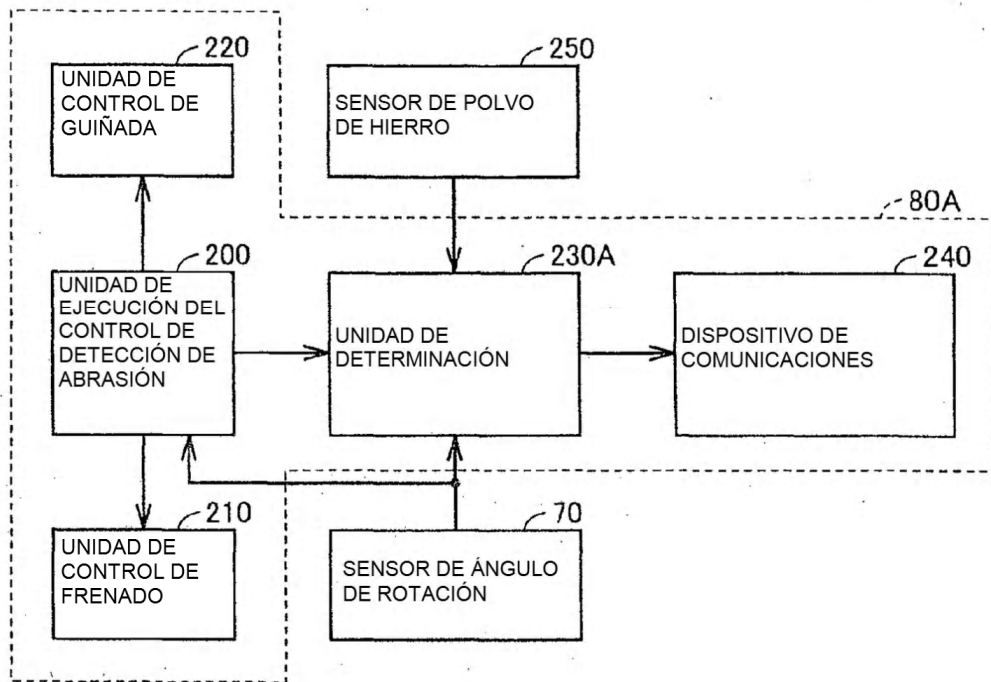 220
UNIDAD DE
CONTROL DE
GUIÑADA
250
SENSOR DE POLVO
DE HIERRO
80A
200
UNIDAD DE
EJECUCIÓN DEL
CONTROL DE
DETECCIÓN DE
ABRASIÓN
230A
UNIDAD DE
DETERMINACIÓN
240
DISPOSITIVO DE
COMUNICACIONES
210
UNIDAD DE
CONTROL DE
FRENADO
70
SENSOR DE ÁNGULO
DE ROTACIÓN